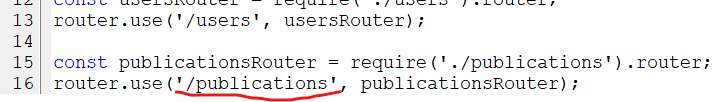 12 const usersRouter = require('./users').router;
13 router.use('/users', usersRouter);
14
15 const publicationsRouter = require('./publications').router;
16 router.use('/publications', publicationsRouter);